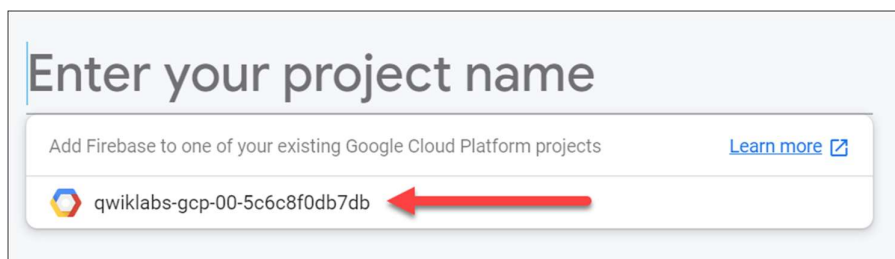 Enter your project name
Add Firebase to one of your existing Google Cloud Platform projects Learn more
qwiklabs-gcp-00-5c6c8f0db7db